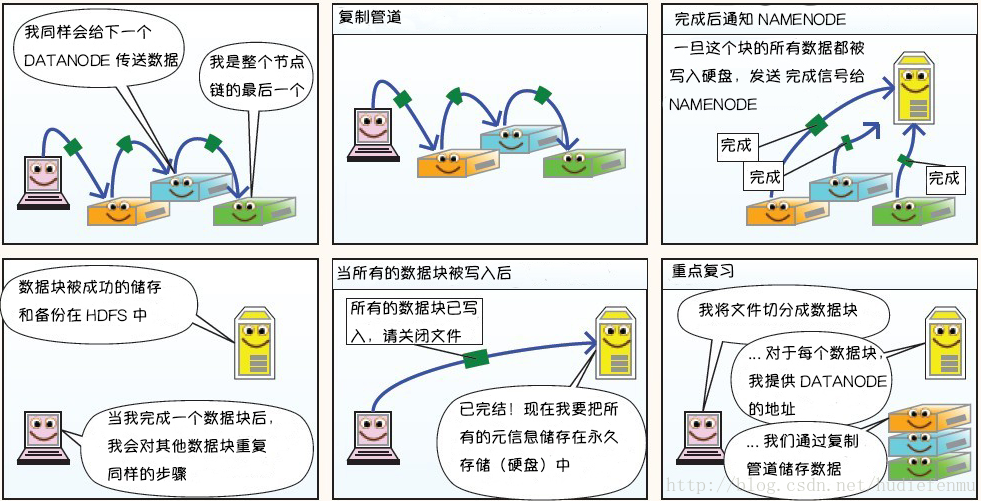 我同样会给下一个
DATANODE 传送数据
我是整个节点
链的最后一个
复制管道
完成后通知 NAMENODE
一旦这个块的所有数据都被
写入硬盘，发送 完成信号给
NAMENODE
完成
完成
完成
数据块被成功的储存
和备份在 HDFS 中
当我完成一个数据块后，
我会对其他数据块重复
同样的步骤
当所有的数据块被写入后
所有的数据块已写
入，请关闭文件
已完结！现在我要把所
有的元信息储存在永久
存储（硬盘）中
重点复习
我将文件切分成数据块
... 对于每个数据块，
我提供 DATANODE
的地址
... 我们通过复制
管道储存数据
http://blog.csdn.net/hudiefenmu